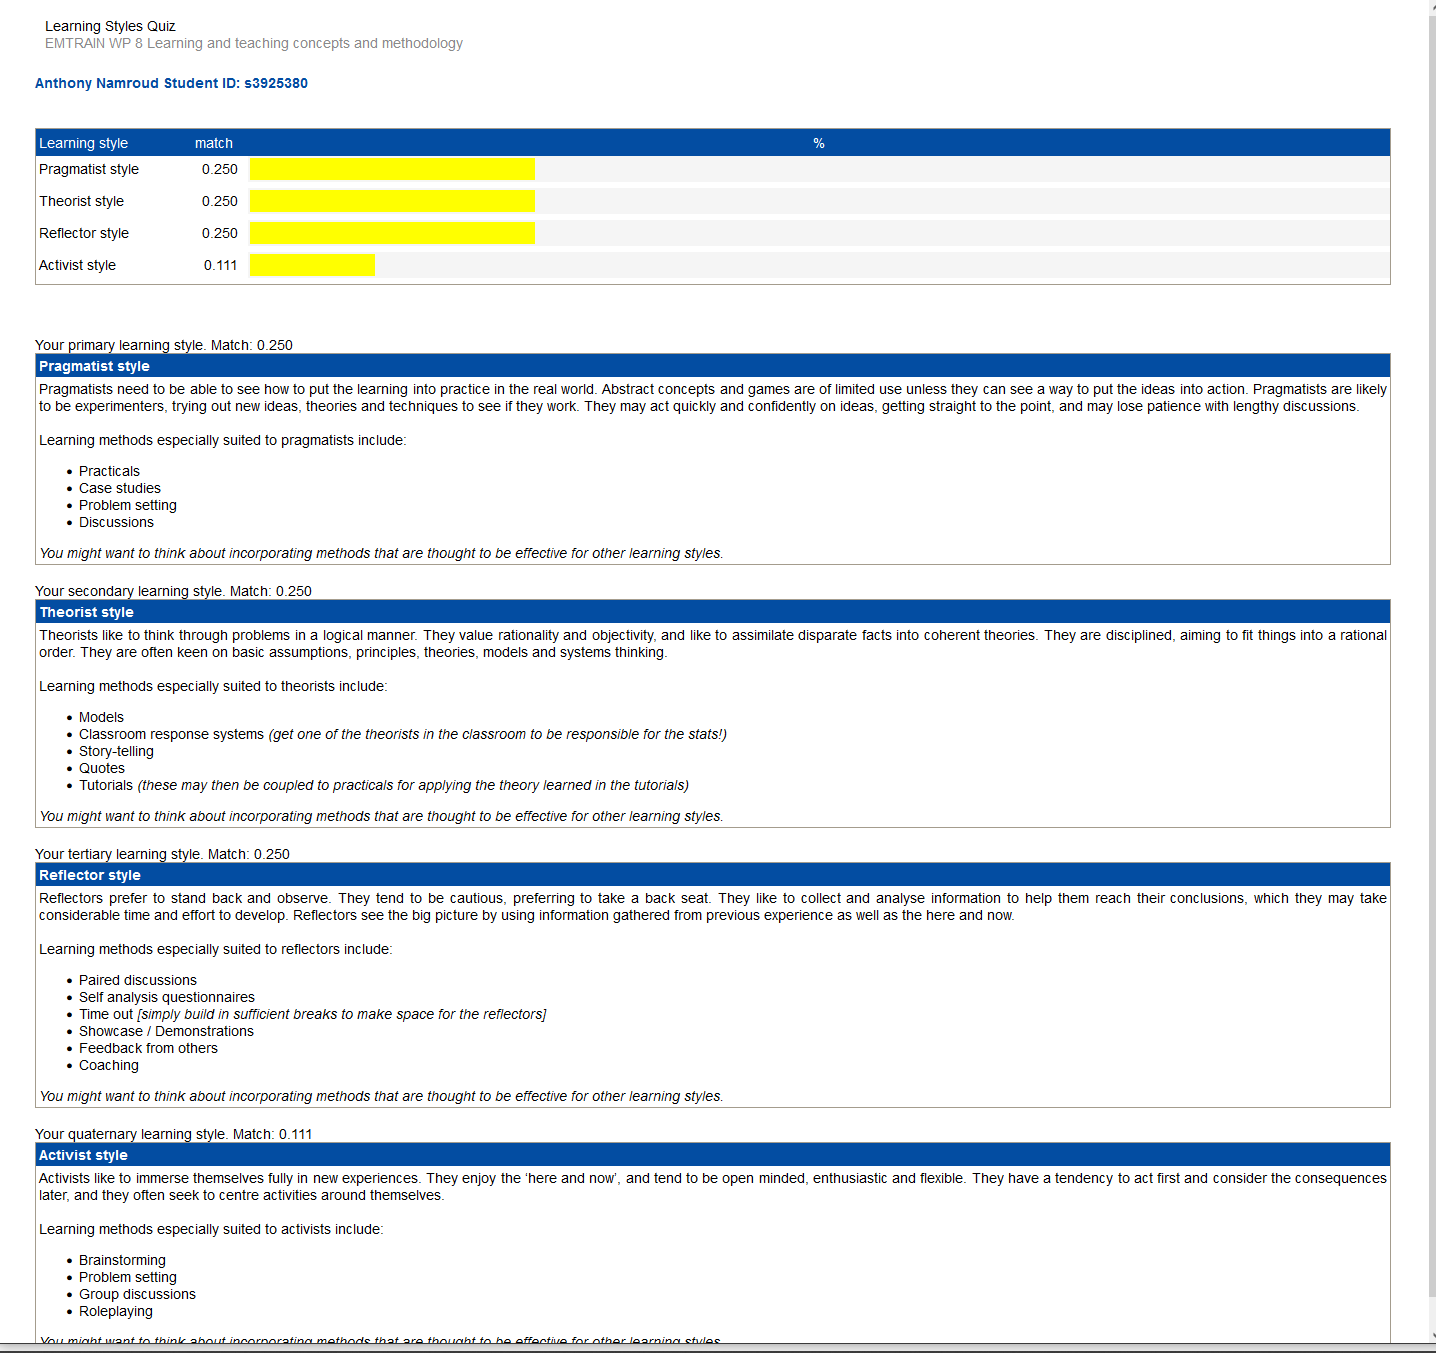 Learning Styles Quiz
EMTRAIN WP 8 Learning and teaching concepts and methodology
Anthony Namroud Student ID: s3925380
Learning style match %
Pragmatist style 0.250
Theorist style 0.250
Reflector style 0.250
Activist style 0.111
Your primary learning style. Match: 0.250
Pragmatist style
Pragmatists need to be able to see how to put the learning into practice in the real world. Abstract concepts and games are of limited use unless they can see a way to put the ideas into action. Pragmatists are likely
to be experimenters, trying out new ideas, theories and techniques to see if they work. They may act quickly and confidently on ideas, getting straight to the point, and may lose patience with lengthy discussions.
Learning methods especially suited to pragmatists include:
• Practicals
• Case studies
• Problem setting
• Discussions
You might want to think about incorporating methods that are thought to be effective for other learning styles.
Your secondary learning style. Match: 0.250
Theorist style
Theorists like to think through problems in a logical manner. They value rationality and objectivity, and like to assimilate disparate facts into coherent theories. They are disciplined, aiming to fit things into a rational
order. They are often keen on basic assumptions, principles, theories, models and systems thinking.
Learning methods especially suited to theorists include:
• Models
• Classroom response systems (get one of the theorists in the classroom to be responsible for the stats!)
• Story-telling
• Quotes
• Tutorials (these may then be coupled to practicals for applying the theory learned in the tutorials)
You might want to think about incorporating methods that are thought to be effective for other learning styles.
Your tertiary learning style. Match: 0.250
Reflector style
Reflectors prefer to stand back and observe. They tend to be cautious, preferring to take a back seat. They like to collect and analyse information to help them reach their conclusions, which they may take
considerable time and effort to develop. Reflectors see the big picture by using information gathered from previous experience as well as the here and now.
Learning methods especially suited to reflectors include:
• Paired discussions
• Self analysis questionnaires
• Time out [simply build in sufficient breaks to make space for the reflectors]
• Showcase / Demonstrations
• Feedback from others
• Coaching
You might want to think about incorporating methods that are thought to be effective for other learning styles.
Your quaternary learning style. Match: 0.111
Activist style
Activists like to immerse themselves fully in new experiences. They enjoy the ‘here and now’, and tend to be open minded, enthusiastic and flexible. They have a tendency to act first and consider the consequences
later, and they often seek to centre activities around themselves.
Learning methods especially suited to activists include:
• Brainstorming
• Problem setting
• Group discussions
• Roleplaying
You might want to think about incorporating methods that are thought to be effective for other learning styles.